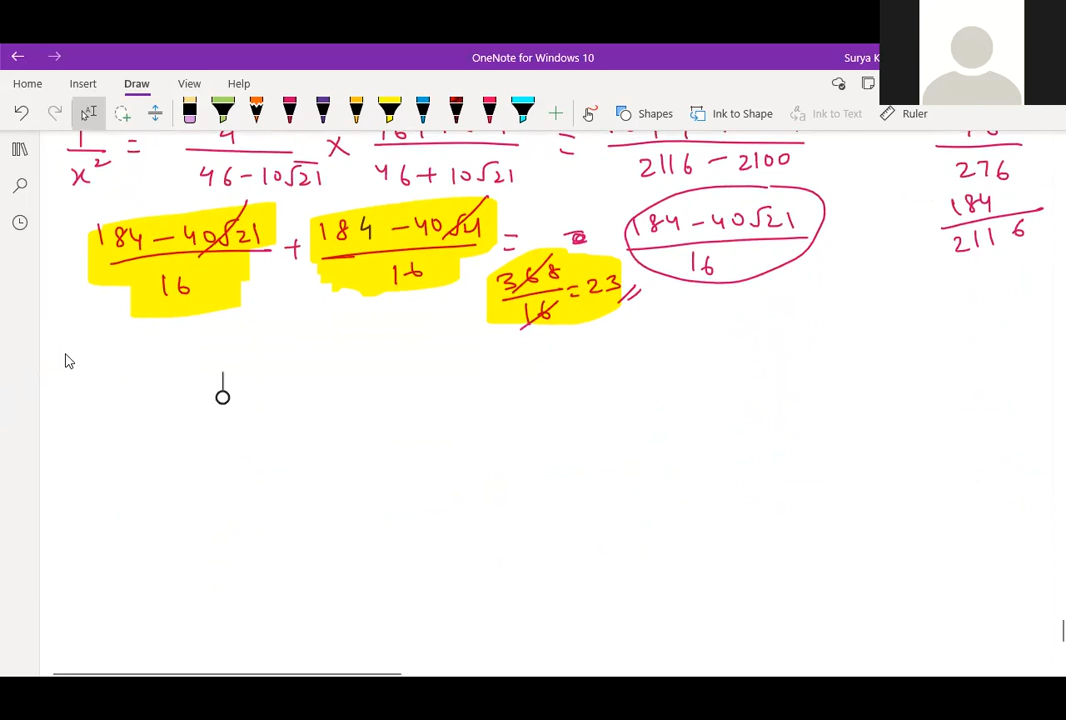 OneNote for Windows 10
Surya K
Home Insert Draw View Help
Shapes Ink to Shape Ink to Text Ruler
1/x² = 4/(46 - 10√21) × /(46 + 10√21) = /(2116 - 2100)
276
184
2116
(184 - 40√21)/16 + (184 - 40√21)/16 = (184 - 40√21)/16
368/16 = 23 //